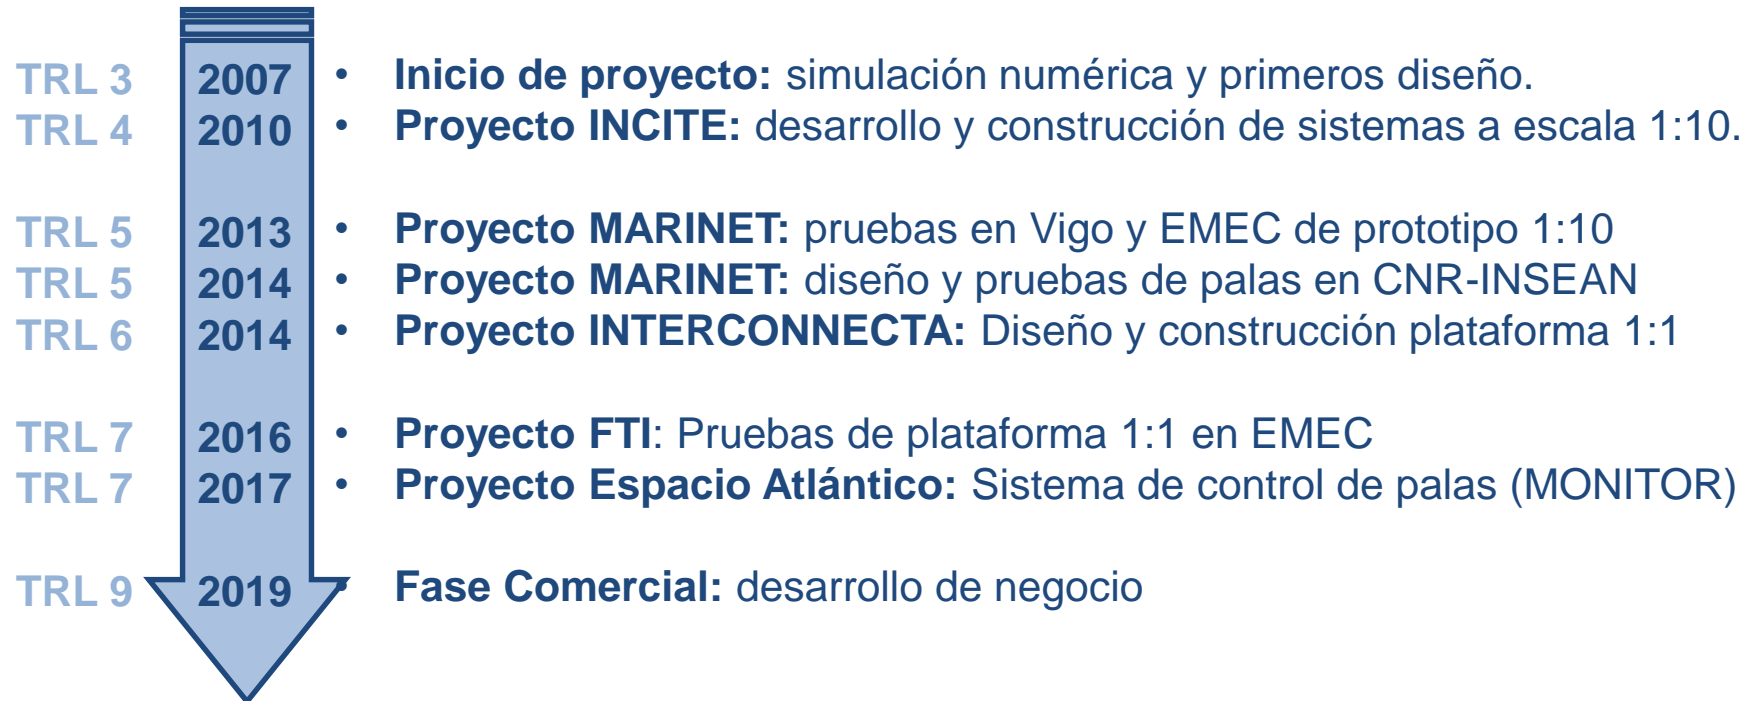 TRL 3 2007 • Inicio de proyecto: simulación numérica y primeros diseño.
TRL 4 2010 • Proyecto INCITE: desarrollo y construcción de sistemas a escala 1:10.
TRL 5 2013 • Proyecto MARINET: pruebas en Vigo y EMEC de prototipo 1:10
TRL 5 2014 • Proyecto MARINET: diseño y pruebas de palas en CNR-INSEAN
TRL 6 2014 • Proyecto INTERCONNECTA: Diseño y construcción plataforma 1:1
TRL 7 2016 • Proyecto FTI: Pruebas de plataforma 1:1 en EMEC
TRL 7 2017 • Proyecto Espacio Atlántico: Sistema de control de palas (MONITOR)
TRL 9 2019 • Fase Comercial: desarrollo de negocio